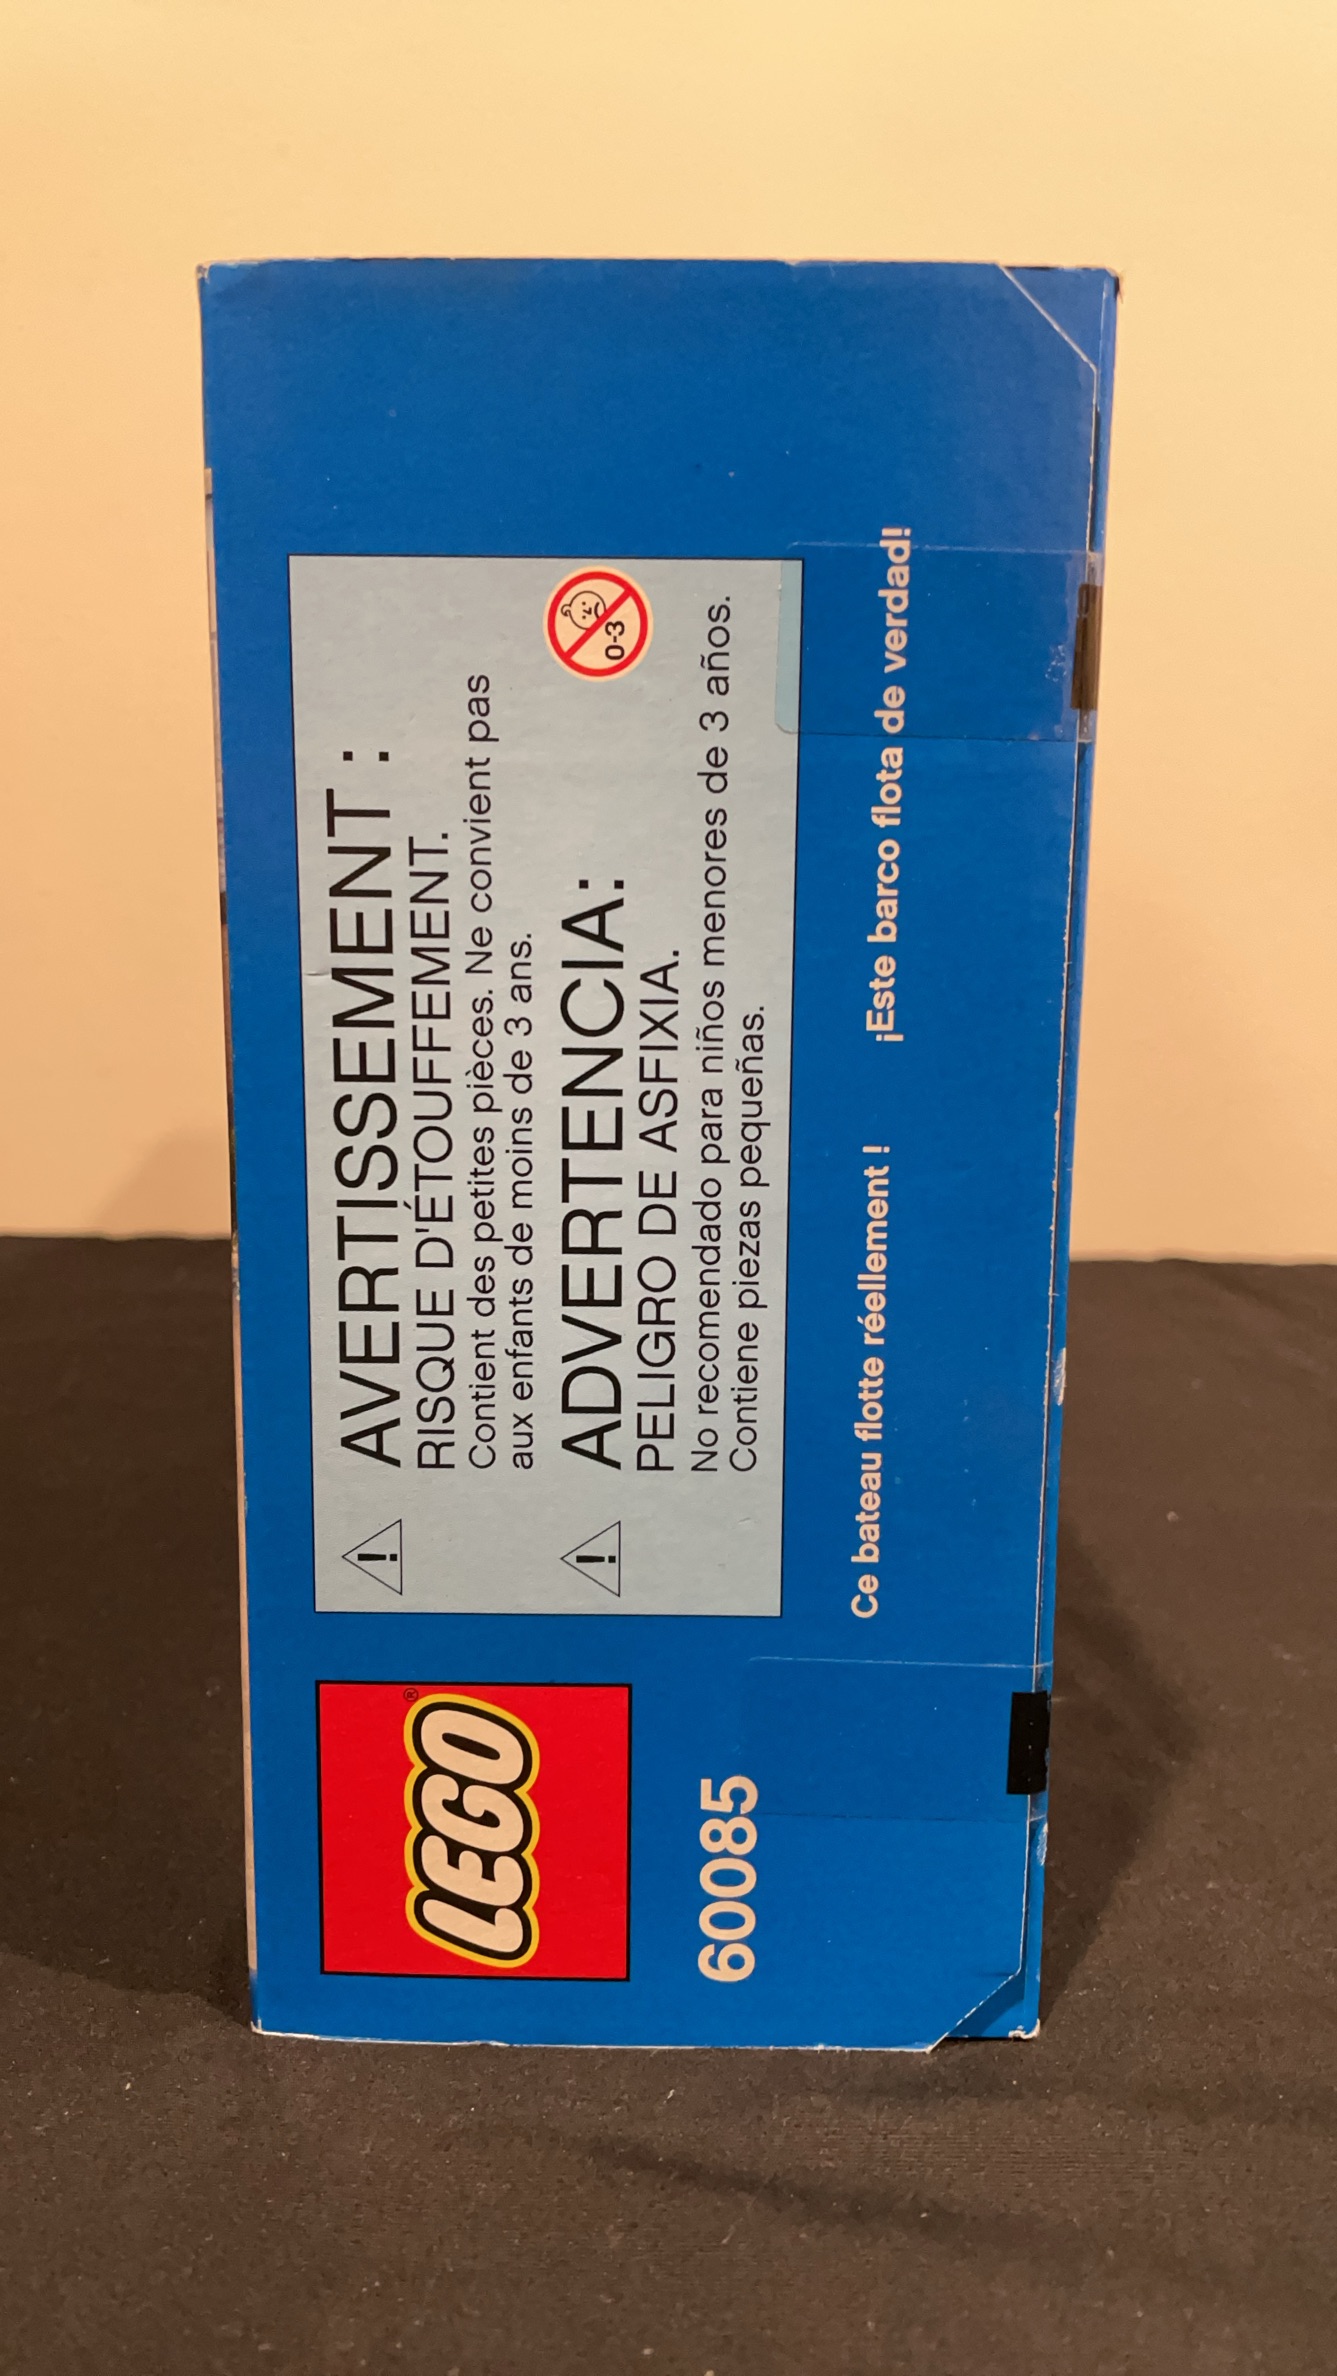 LEGO®
60085
AVERTISSEMENT :
RISQUE D'ÉTOUFFEMENT.
Contient des petites pièces. Ne convient pas
aux enfants de moins de 3 ans.
ADVERTENCIA:
PELIGRO DE ASFIXIA.
No recomendado para niños menores de 3 años.
Contiene piezas pequeñas.
0-3
Ce bateau flotte réellement !
¡Este barco flota de verdad!